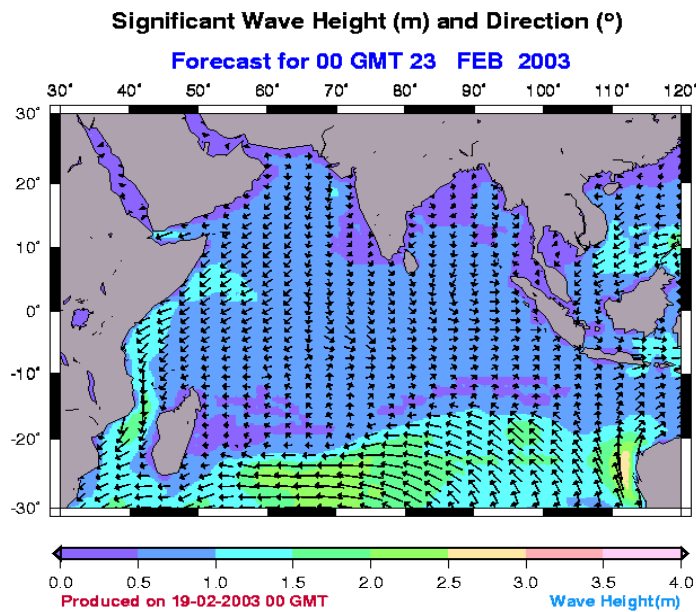 Significant Wave Height (m) and Direction (°)
Forecast for 00 GMT 23 FEB 2003
30° 40° 50° 60° 70° 80° 90° 100° 110° 120°
30°
20°
10°
0°
-10°
-20°
-30°
0.0 0.5 1.0 1.5 2.0 2.5 3.0 3.5 4.0
Produced on 19-02-2003 00 GMT Wave Height(m)